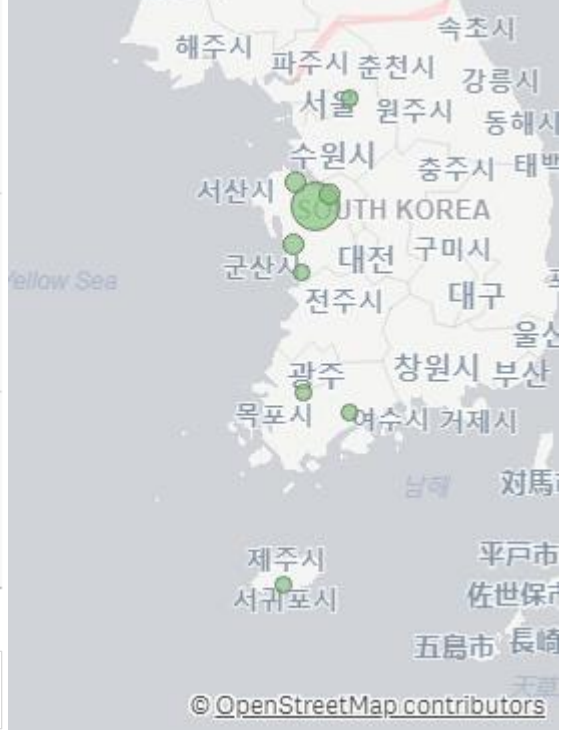 속초시
해주시
파주시 춘천시
강릉시
서울
원주시
동해시
수원시
충주시
태백
서산시
SOUTH KOREA
군산시
대전
구미시
Yellow Sea
전주시
대구
울산
광주
창원시
부산
목포시
여수시
거제시
남해
対馬市
제주시
平戸市
서귀포시
佐世保市
五島市
長崎
天草
© OpenStreetMap contributors